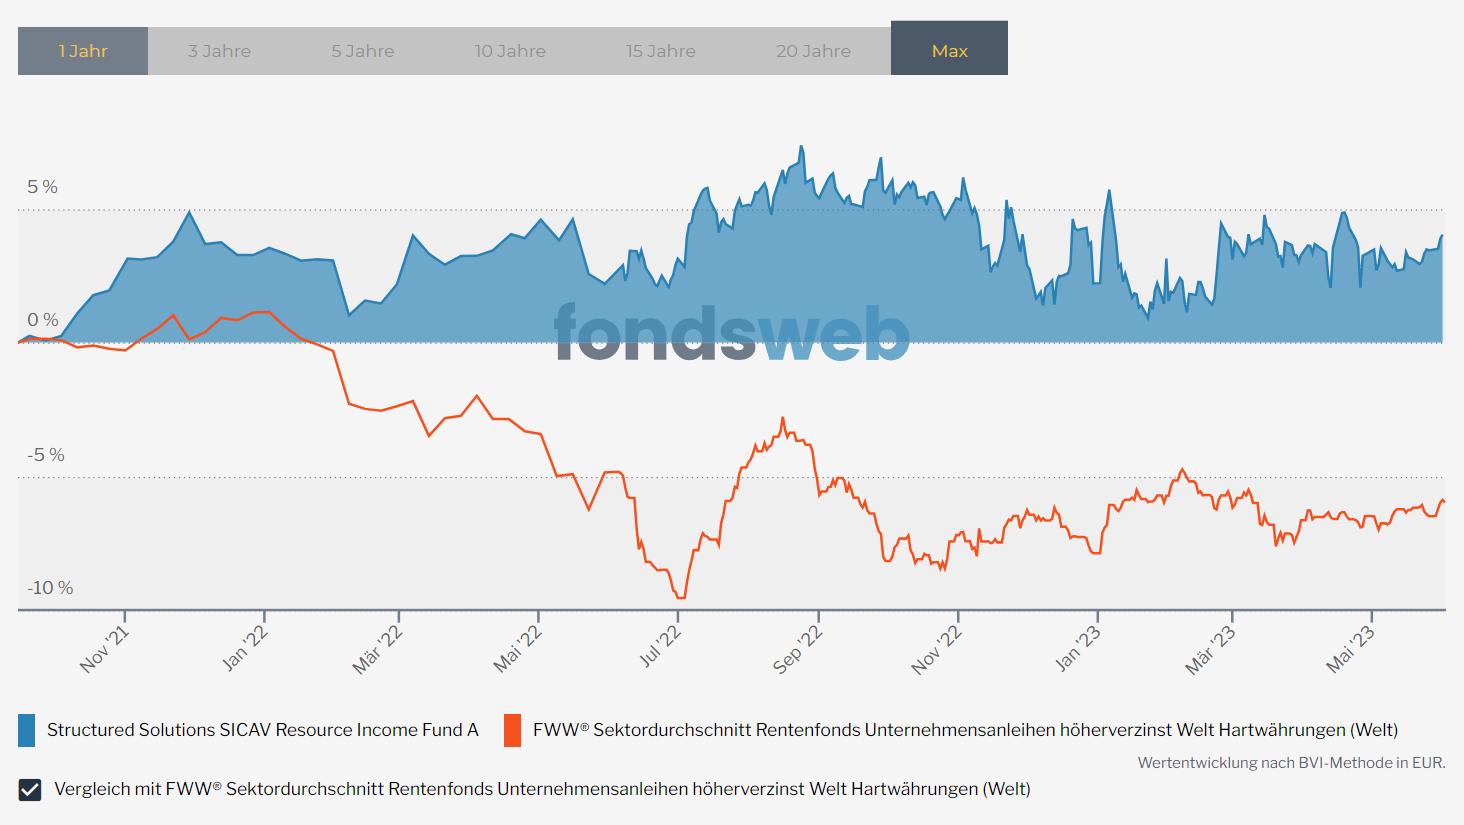 1 Jahr 3 Jahre 5 Jahre 10 Jahre 15 Jahre 20 Jahre Max
5 %
0 %
fondsweb
-5 %
-10 %
Nov '21 Jan '22 Mär '22 Mai '22 Jul '22 Sep '22 Nov '22 Jan '23 Mär '23 Mai '23
Structured Solutions SICAV Resource Income Fund A FWW® Sektordurchschnitt Rentenfonds Unternehmensanleihen höherverzinst Welt Hartwährungen (Welt)
Wertentwicklung nach BVI-Methode in EUR.
Vergleich mit FWW® Sektordurchschnitt Rentenfonds Unternehmensanleihen höherverzinst Welt Hartwährungen (Welt)